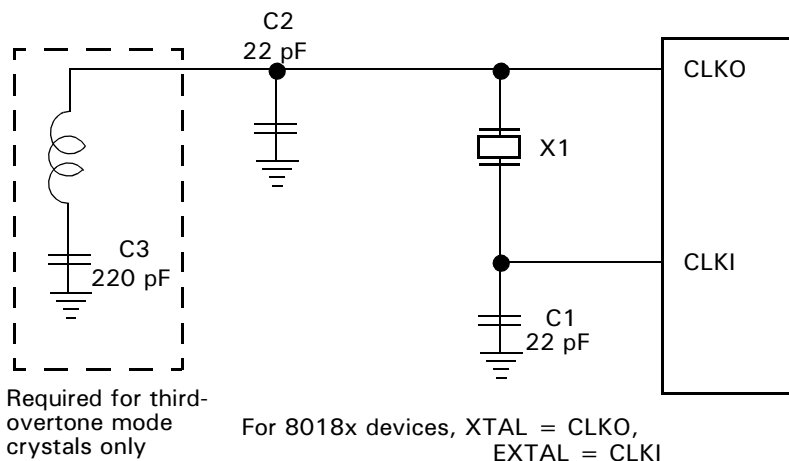 C2
22 pF
CLKO
X1
C3
220 pF
CLKI
C1
22 pF
Required for third-
overtone mode
crystals only
For 8018x devices, XTAL = CLKO,
EXTAL = CLKI